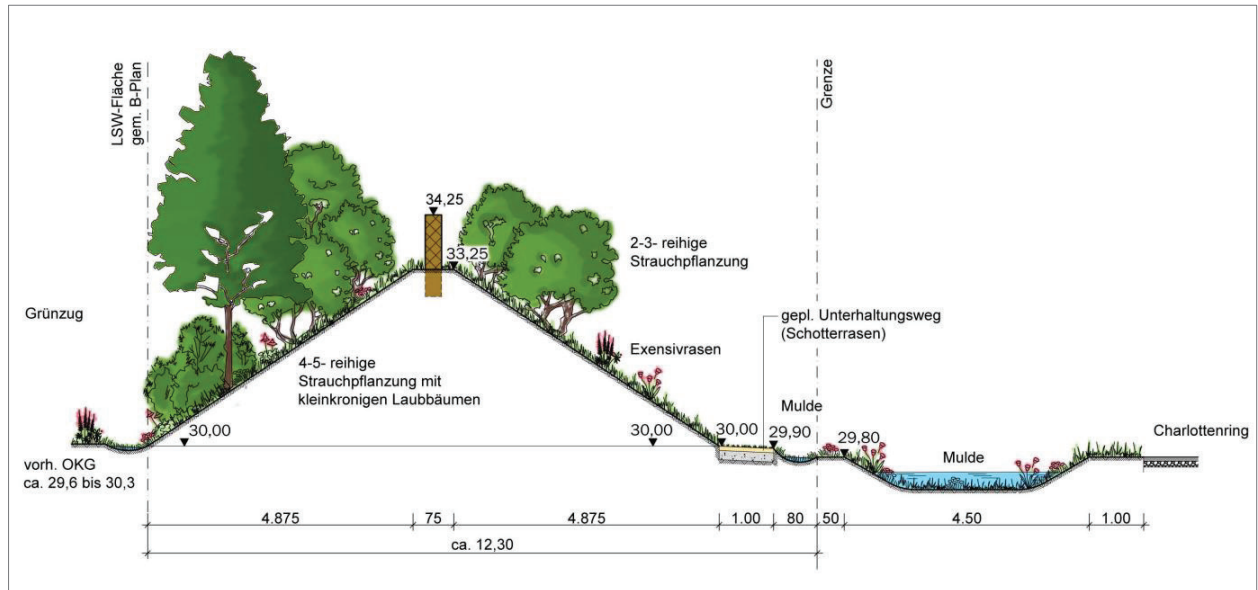 LSW-Fläche
gem. B-Plan
Grenze
34,25
33,25
2-3- reihige
Strauchpflanzung
Grünzug
gepl. Unterhaltungsweg
(Schotterrasen)
Exensivrasen
4-5- reihige
Strauchpflanzung mit
kleinkronigen Laubbäumen
Mulde
30,00
30,00
30,00
29,90
29,80
Mulde
Charlottenring
vorh. OKG
ca. 29,6 bis 30,3
4.875
75
4.875
1.00
80
50
4.50
1.00
ca. 12,30